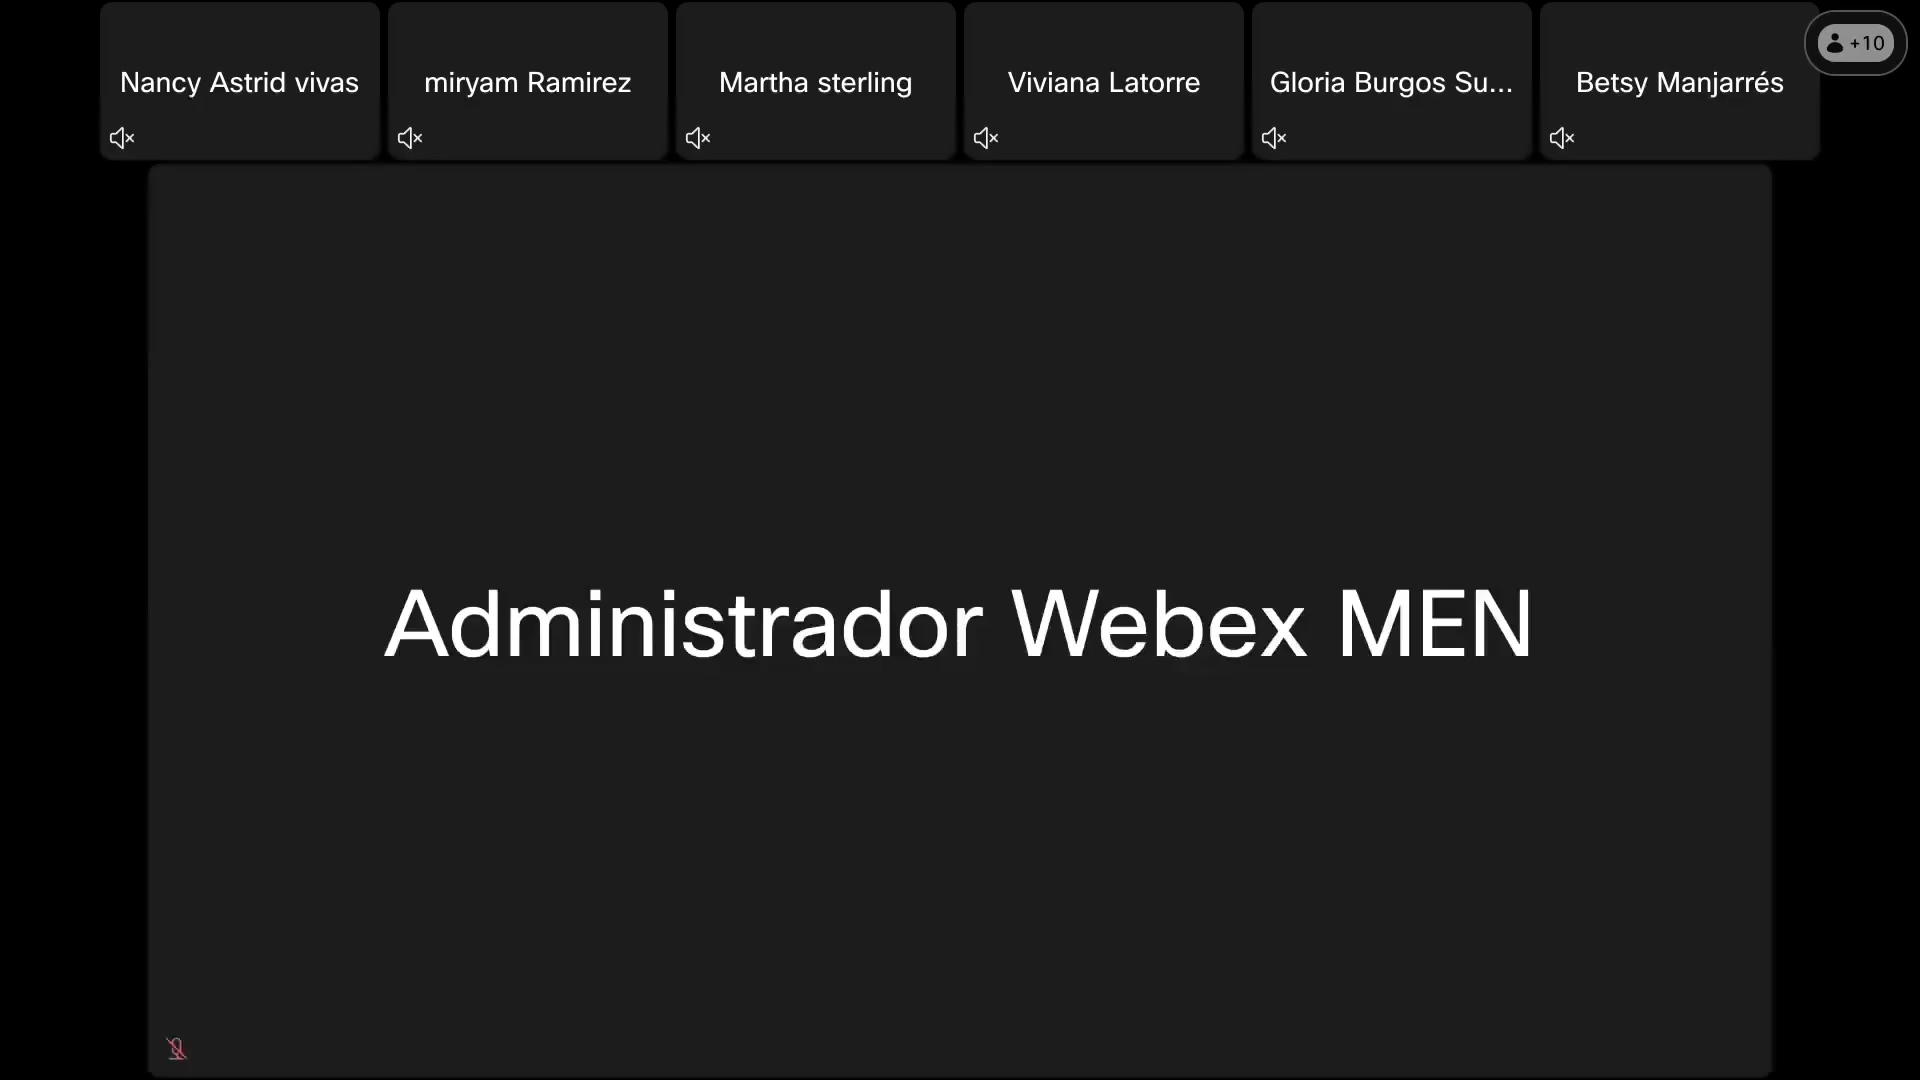 Nancy Astrid vivas
miryam Ramirez
Martha sterling
Viviana Latorre
Gloria Burgos Su...
Betsy Manjarrés
+10
Administrador Webex MEN